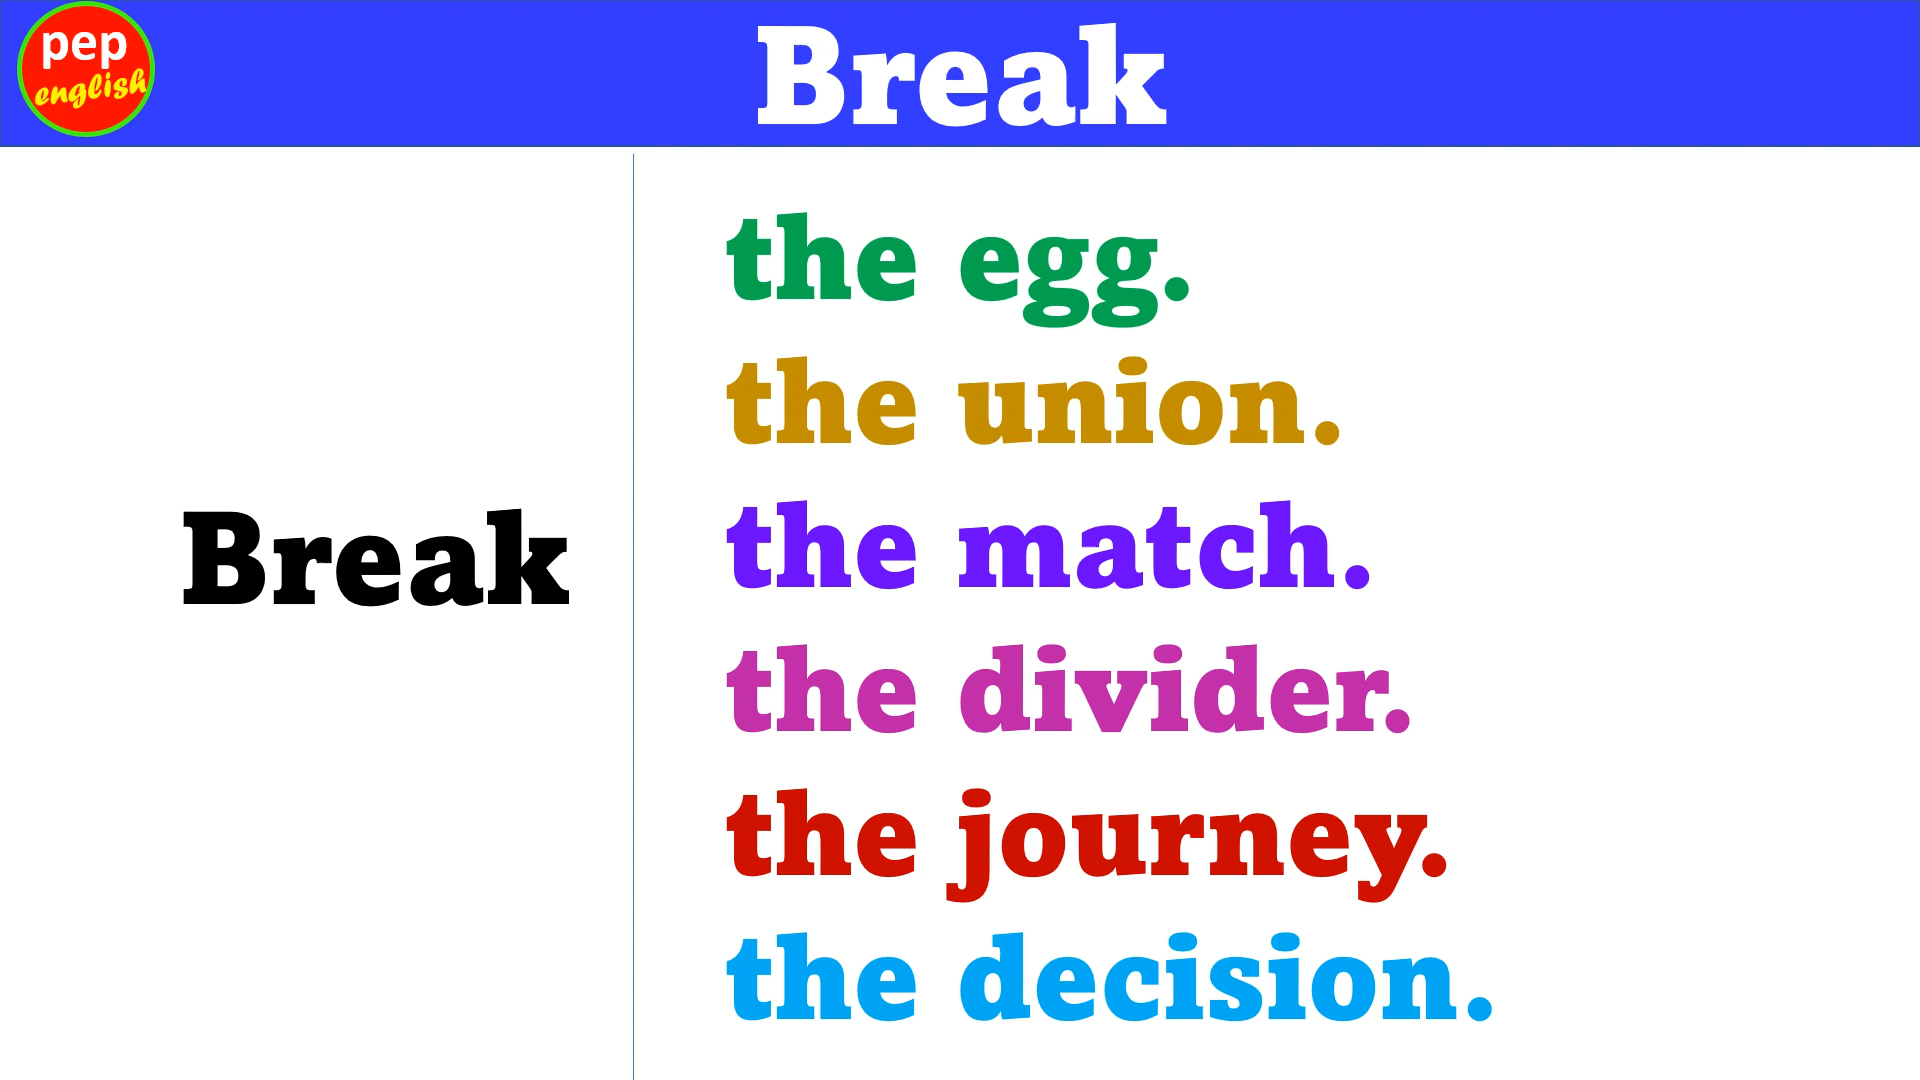 pep
english
Break
Break
the egg.
the union.
the match.
the divider.
the journey.
the decision.